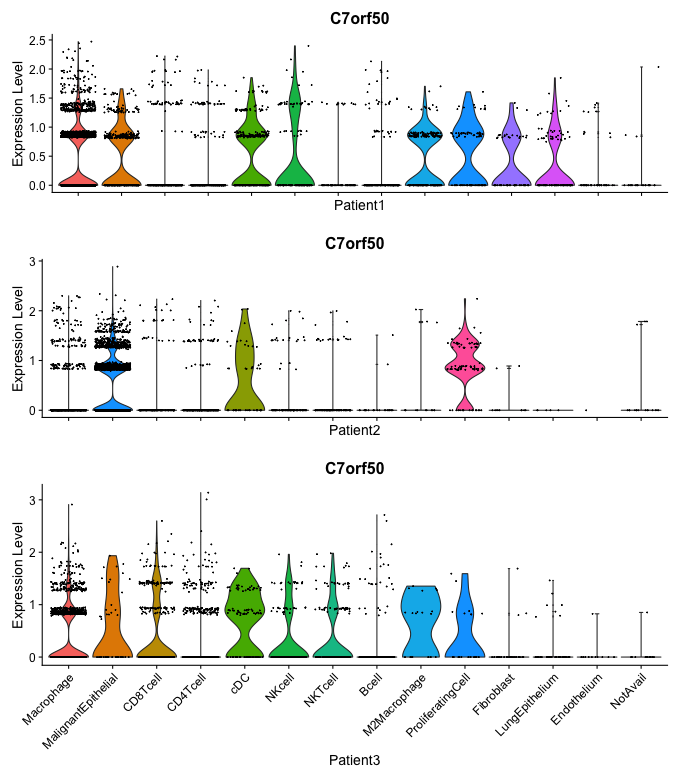 C7orf50
Expression Level
2.5
2.0
1.5
1.0
0.5
0.0
Patient1
C7orf50
Expression Level
3
2
1
0
Patient2
C7orf50
Expression Level
3
2
1
0
Macrophage
MalignantEpithelial
CD8Tcell
CD4Tcell
cDC
NKcell
NKTcell
Bcell
M2Macrophage
ProliferatingCell
Fibroblast
LungEpithelium
Endothelium
NotAvail
Patient3